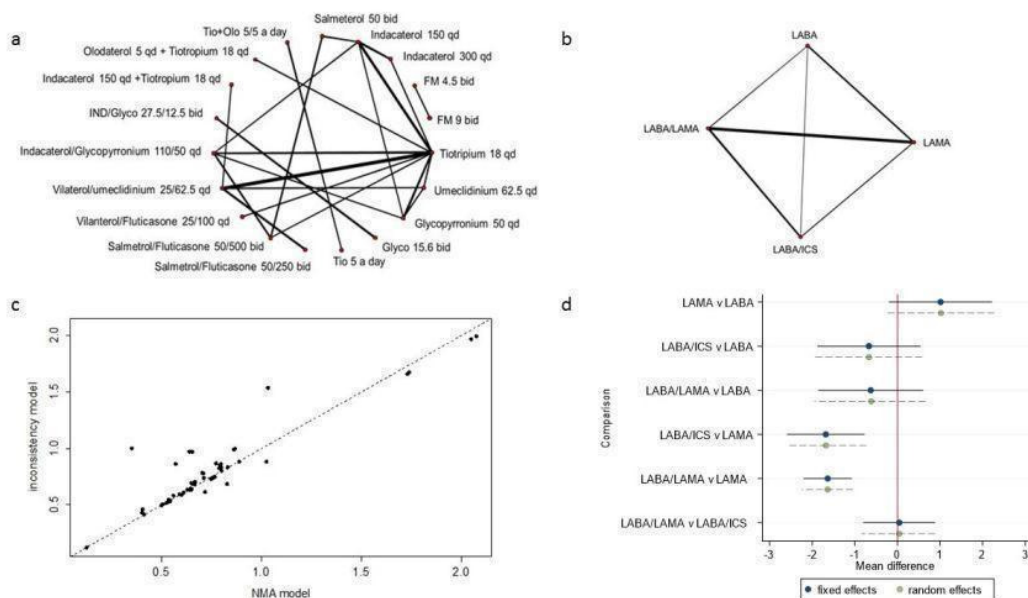 a
Salmeterol 50 bid
Tio+Olo 5/5 a day
Indacaterol 150 qd
Olodaterol 5 qd + Tiotropium 18 qd
Indacaterol 300 qd
Indacaterol 150 qd +Tiotropium 18 qd
FM 4.5 bid
IND/Glyco 27.5/12.5 bid
FM 9 bid
Indacaterol/Glycopyrronium 110/50 qd
Tiotripium 18 qd
Vilaterol/umeclidinium 25/62.5 qd
Umeclidinium 62.5 qd
Vilanterol/Fluticasone 25/100 qd
Glycopyrronium 50 qd
Salmetrol/Fluticasone 50/500 bid
Glyco 15.6 bid
Salmetrol/Fluticasone 50/250 bid
Tio 5 a day
b
LABA
LABA/LAMA
LAMA
LABA/ICS
c
inconsistency model
2.0
1.5
1.0
0.5
0.5
1.0
1.5
2.0
NMA model
d
Comparison
LAMA v LABA
LABA/ICS v LABA
LABA/LAMA v LABA
LABA/ICS v LAMA
LABA/LAMA v LAMA
LABA/LAMA v LABA/ICS
-3 -2 -1 0 1 2 3
Mean difference
fixed effects random effects